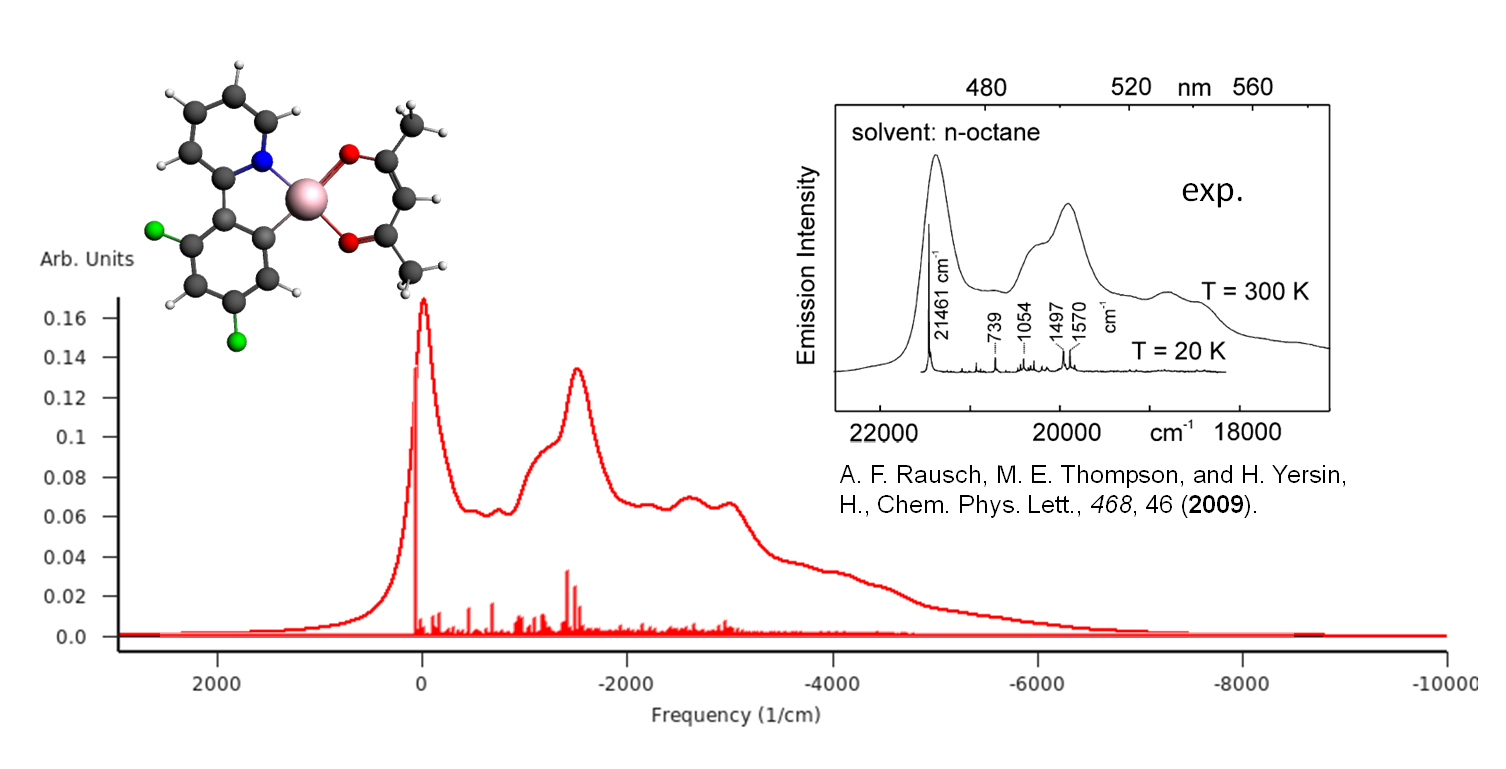 480 520 nm 560
solvent: n-octane
exp.
Emission Intensity
21461 cm-1
739
1054
1497
1570
cm-1
T = 300 K
T = 20 K
22000 20000 cm-1 18000
A. F. Rausch, M. E. Thompson, and H. Yersin,
H., Chem. Phys. Lett., 468, 46 (2009).
Arb. Units
0.16
0.14
0.12
0.1
0.08
0.06
0.04
0.02
0.0
2000 0 -2000 -4000 -6000 -8000 -10000
Frequency (1/cm)